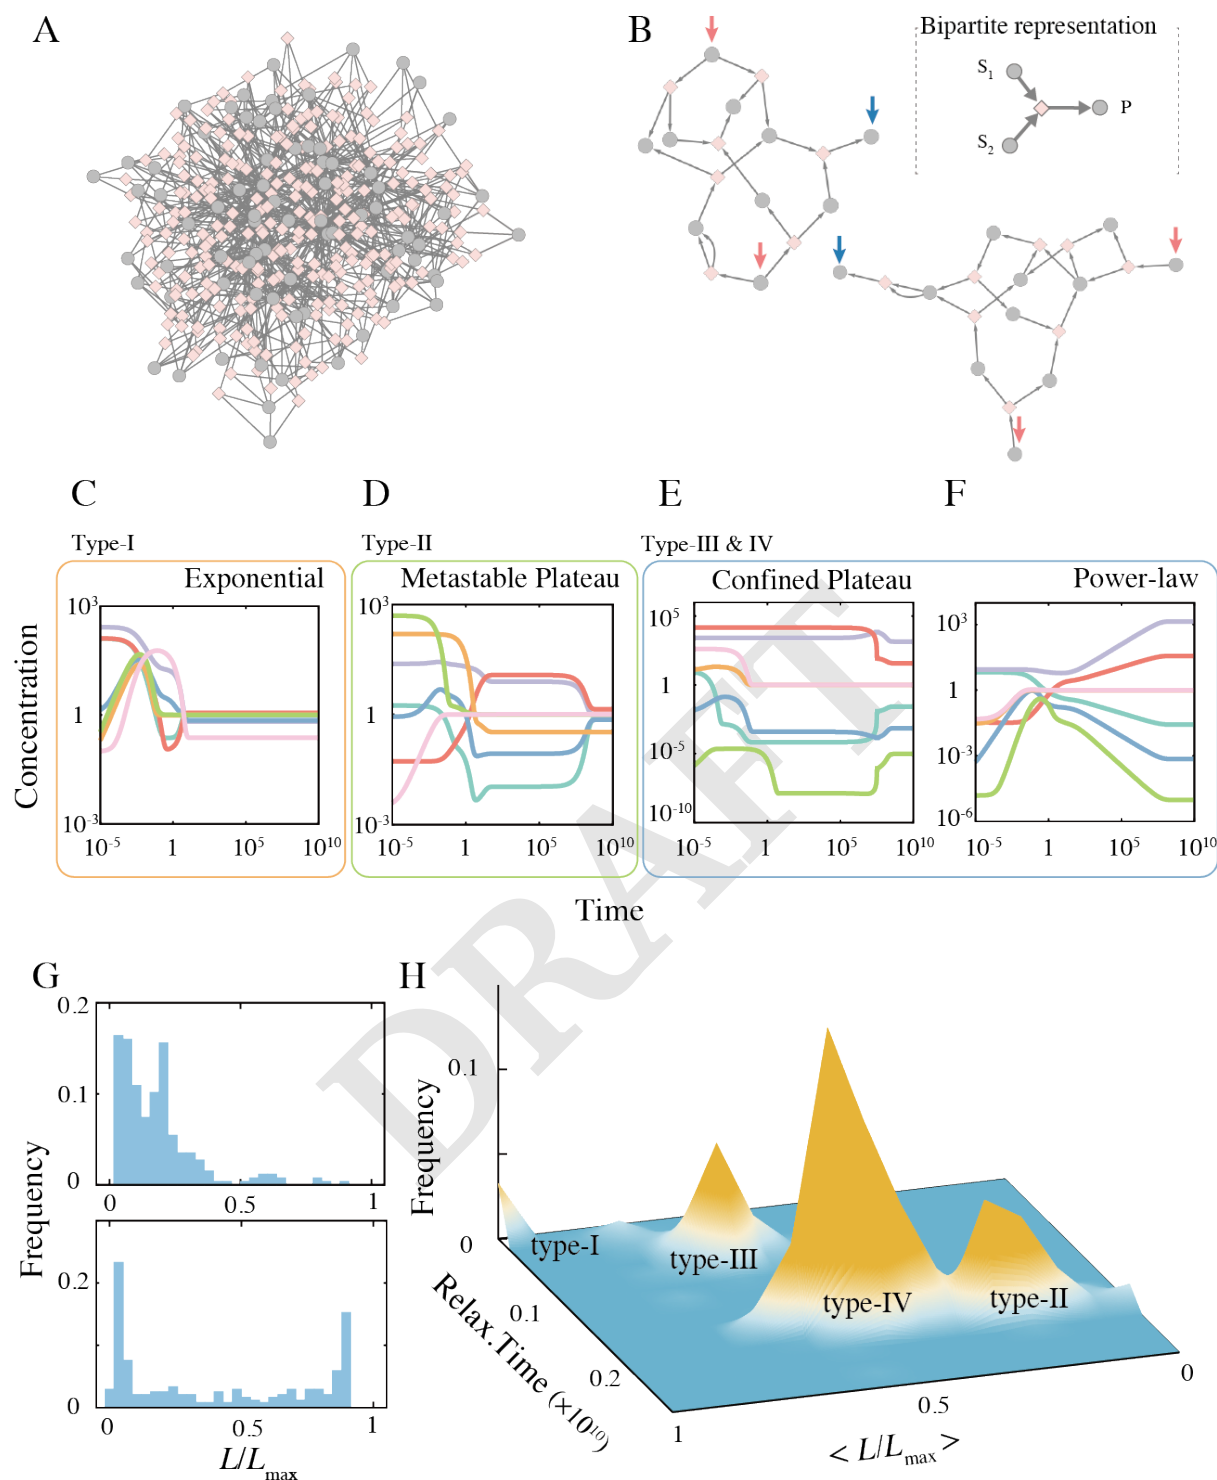 A
B
Bipartite representation
S1
S2
P
C
D
E
F
Type-I
Type-II
Type-III & IV
Exponential
Metastable Plateau
Confined Plateau
Power-law
Concentration
10³
1
10⁻³
10⁻⁵ 1 10⁵ 10¹⁰
10³
1
10⁻³
10⁻⁵ 1 10⁵ 10¹⁰
10⁵
1
10⁻⁵
10⁻¹⁰
10⁻⁵ 1 10⁵ 10¹⁰
10³
1
10⁻³
10⁻⁶
10⁻⁵ 1 10⁵ 10¹⁰
Time
DRAFT
G
Frequency
0.2
0.1
0
0 0.5 1
0.2
0
0 0.5 1
L/Lmax
H
Frequency
0.1
0
type-I
type-III
type-IV
type-II
Relax.Time (×10¹⁰)
0.1
0.2
1
0.5
0
< L/Lmax >